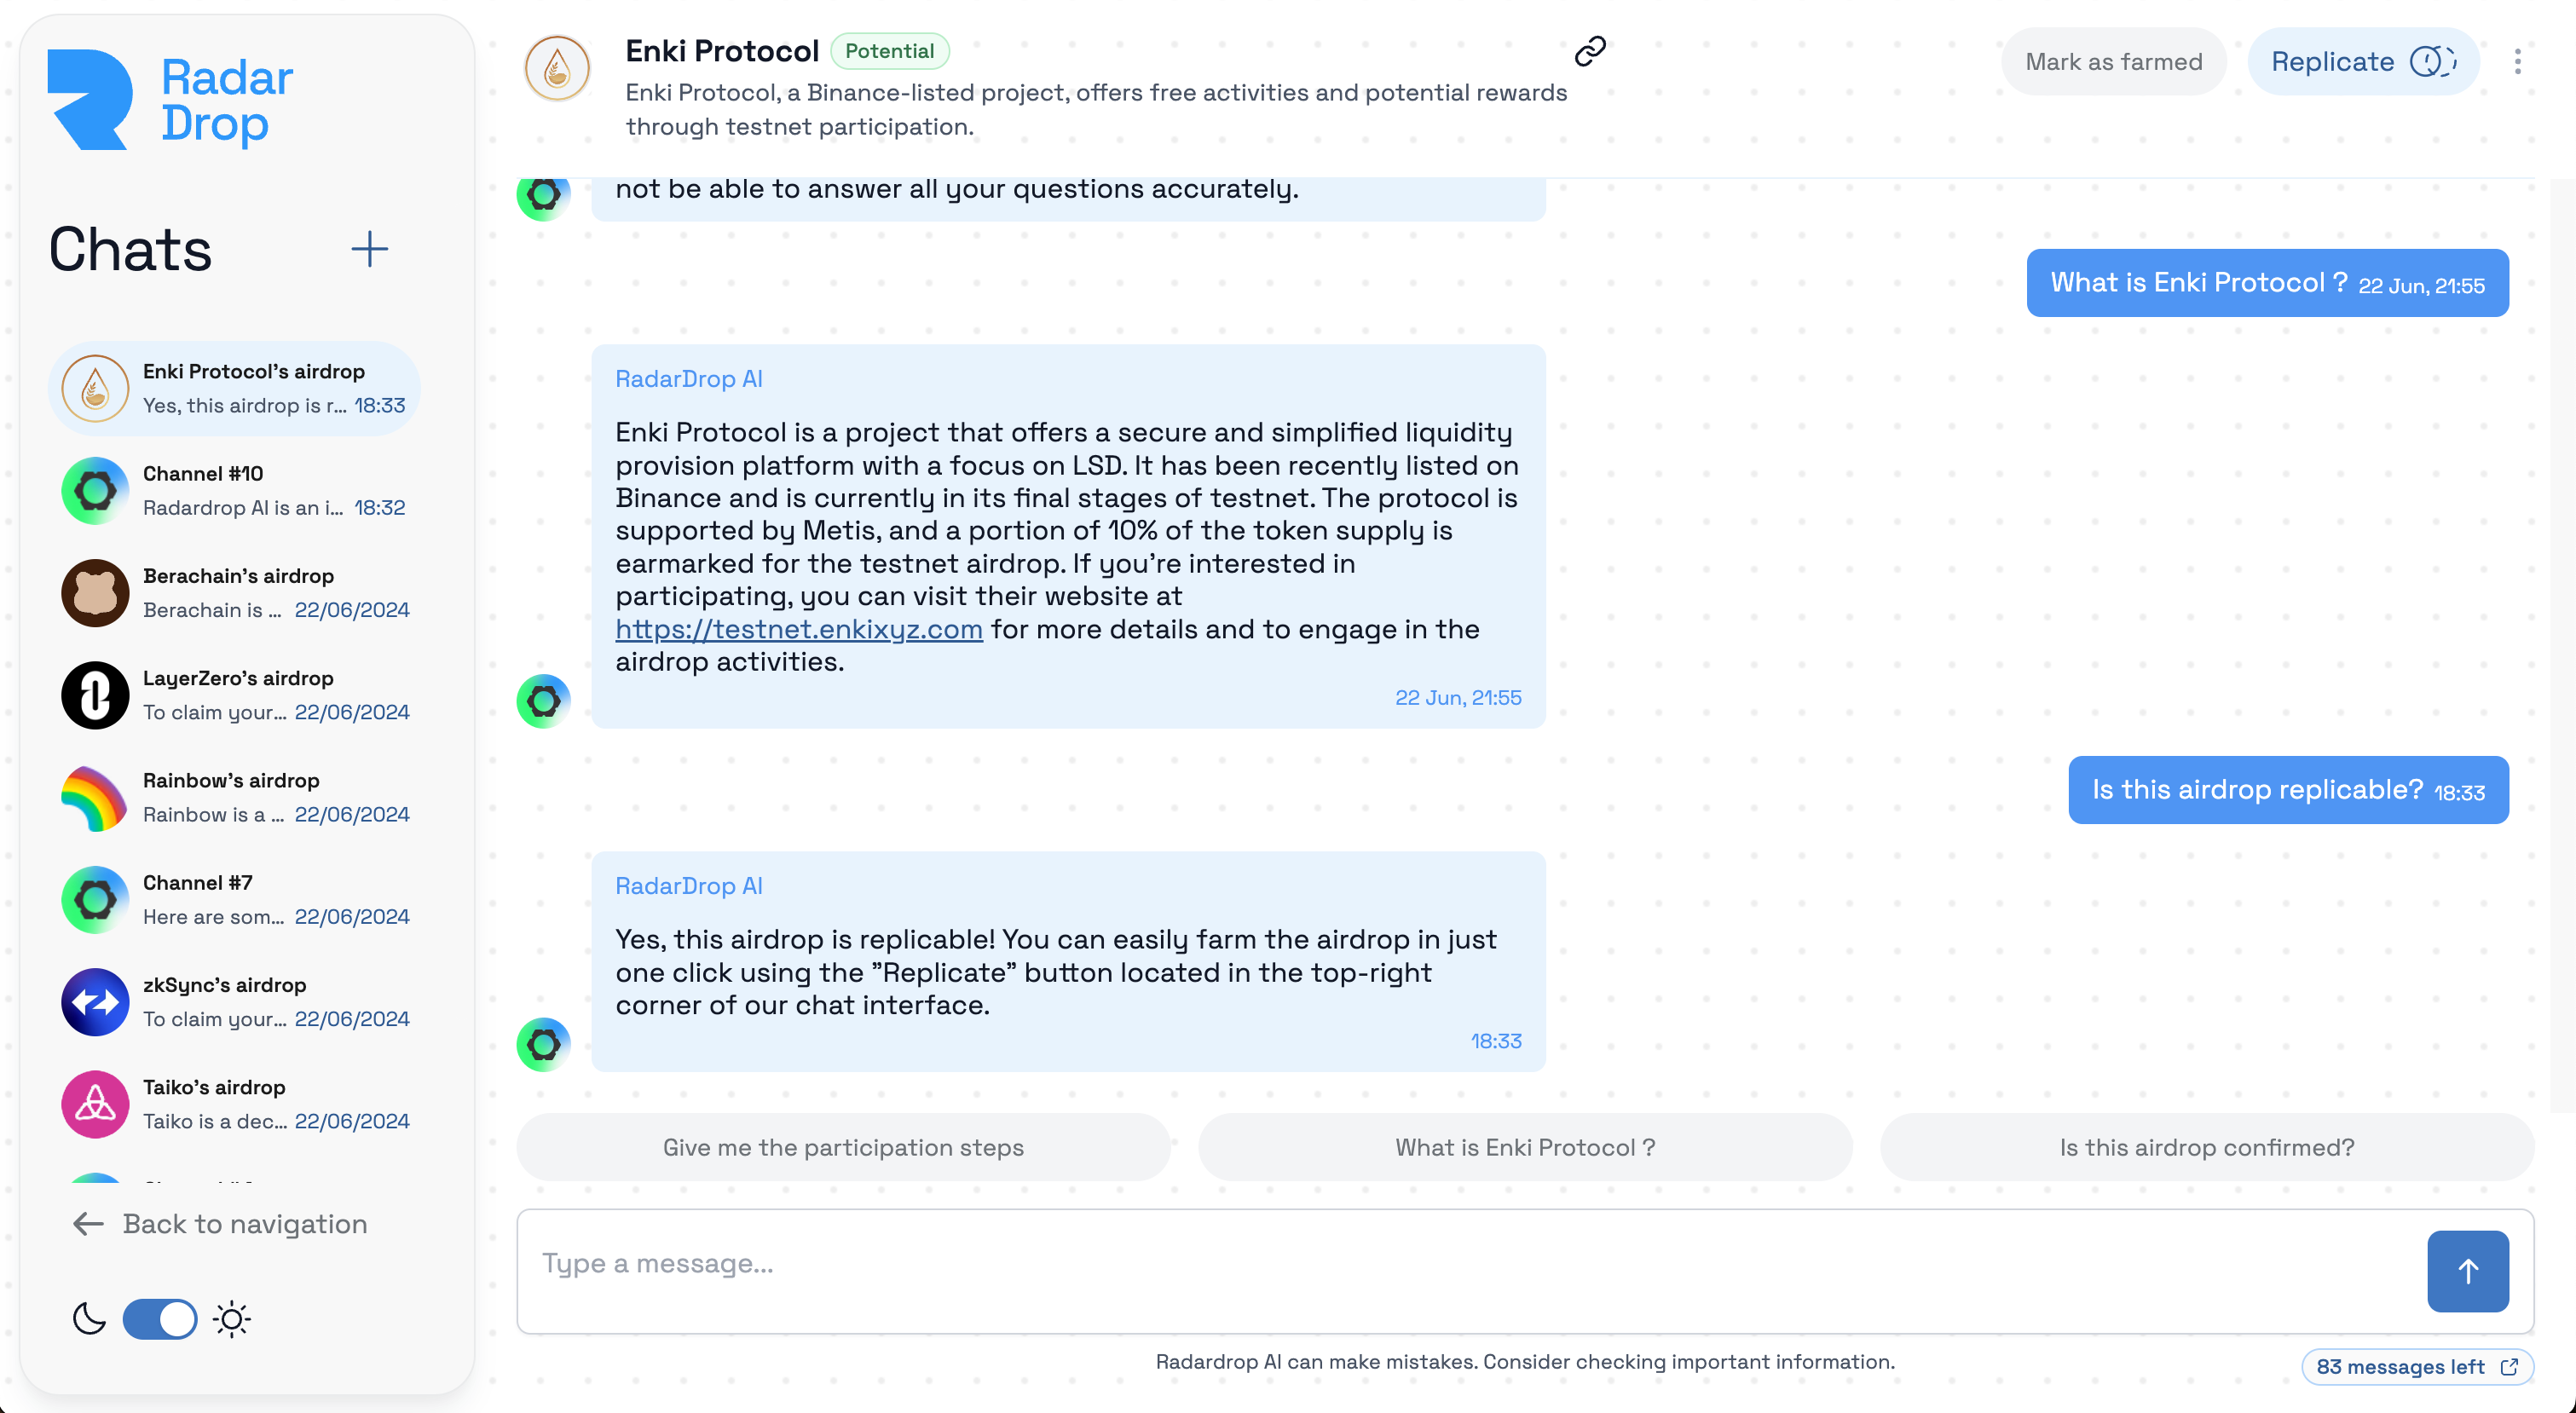 Radar
Drop
Chats
Enki Protocol's airdrop
Yes, this airdrop is r... 18:33
Channel #10
Radardrop AI is an i... 18:32
Berachain's airdrop
Berachain is ... 22/06/2024
LayerZero's airdrop
To claim your... 22/06/2024
Rainbow's airdrop
Rainbow is a ... 22/06/2024
Channel #7
Here are som... 22/06/2024
zkSync's airdrop
To claim your... 22/06/2024
Taiko's airdrop
Taiko is a dec... 22/06/2024
Back to navigation
Enki Protocol Potential
Enki Protocol, a Binance-listed project, offers free activities and potential rewards
through testnet participation.
Mark as farmed
Replicate
not be able to answer all your questions accurately.
What is Enki Protocol ? 22 Jun, 21:55
RadarDrop AI
Enki Protocol is a project that offers a secure and simplified liquidity
provision platform with a focus on LSD. It has been recently listed on
Binance and is currently in its final stages of testnet. The protocol is
supported by Metis, and a portion of 10% of the token supply is
earmarked for the testnet airdrop. If you're interested in
participating, you can visit their website at
https://testnet.enkixyz.com for more details and to engage in the
airdrop activities.
22 Jun, 21:55
Is this airdrop replicable? 18:33
RadarDrop AI
Yes, this airdrop is replicable! You can easily farm the airdrop in just
one click using the "Replicate" button located in the top-right
corner of our chat interface.
18:33
Give me the participation steps
What is Enki Protocol ?
Is this airdrop confirmed?
Type a message...
Radardrop AI can make mistakes. Consider checking important information.
83 messages left